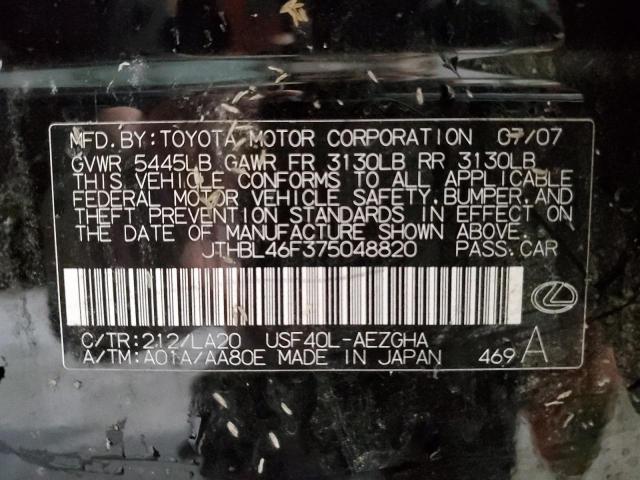 MFD.BY:TOYOTA MOTOR CORPORATION 07/07
GVWR 5445LB GAWR FR 3130LB RR 3130LB
THIS VEHICLE CONFORMS TO ALL APPLICABLE
FEDERAL MOTOR VEHICLE SAFETY,BUMPER,AND
THEFT PREVENTION STANDARDS IN EFFECT ON
THE DATE OF MANUFACTURE SHOWN ABOVE.
JTHBL46F375048820 PASS.CAR
C/TR:212/LA20 USF40L-AEZGHA
A/TM:A01A/AA80E MADE IN JAPAN 469 A